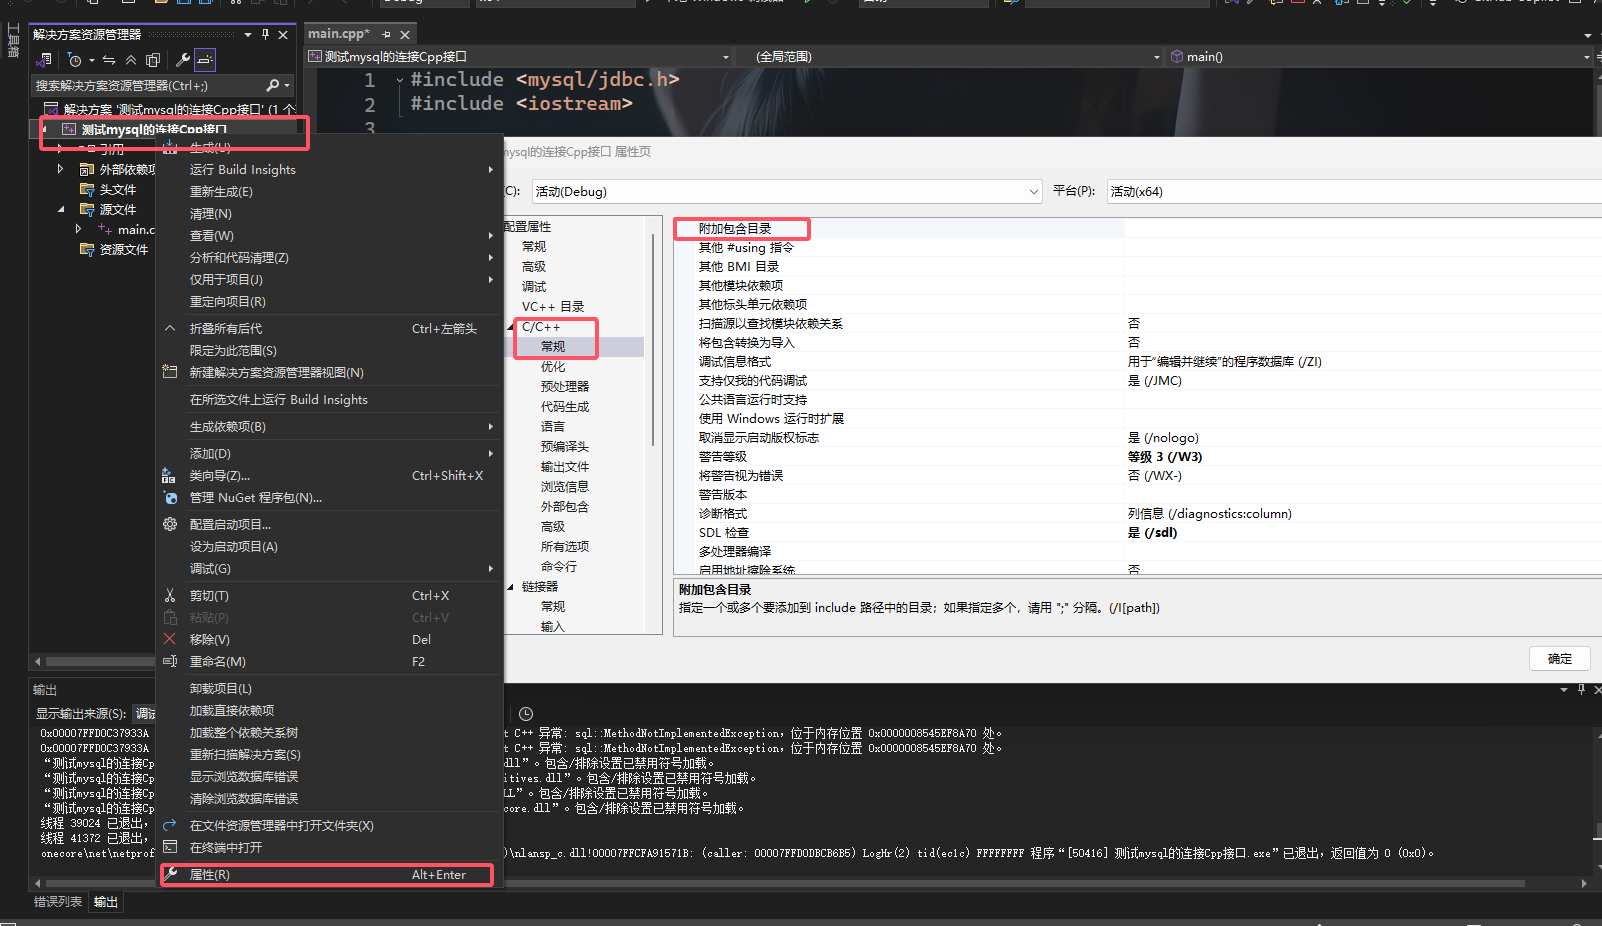 工具箱
解决方案资源管理器
搜索解决方案资源管理器(Ctrl+;)
解决方案 '测试mysql的连接Cpp接口' (1 个
测试mysql的连接Cpp接口
引用
外部依赖项
头文件
源文件
main.c
资源文件
main.cpp*
测试mysql的连接Cpp接口
(全局范围)
main()
1 #include <mysql/jdbc.h>
2 #include <iostream>
3
生成(U)
运行 Build Insights
重新生成(E)
清理(N)
查看(W)
分析和代码清理(Z)
仅用于项目(J)
重定向项目(R)
折叠所有后代 Ctrl+左箭头
限定为此范围(S)
新建解决方案资源管理器视图(N)
在所选文件上运行 Build Insights
生成依赖项(B)
添加(D)
类向导(Z)... Ctrl+Shift+X
管理 NuGet 程序包(N)...
配置启动项目...
设为启动项目(A)
调试(G)
剪切(T) Ctrl+X
粘贴(P) Ctrl+V
移除(V) Del
重命名(M) F2
卸载项目(L)
加载直接依赖项
加载整个依赖关系树
重新扫描解决方案(S)
显示浏览数据库错误
清除浏览数据库错误
在文件资源管理器中打开文件夹(X)
在终端中打开
属性(R) Alt+Enter
mysql的连接Cpp接口 属性页
(C): 活动(Debug) 平台(P): 活动(x64)
配置属性
常规
高级
调试
VC++ 目录
C/C++
常规
优化
预处理器
代码生成
语言
预编译头
输出文件
浏览信息
外部包含
高级
所有选项
命令行
链接器
常规
输入
附加包含目录
其他 #using 指令
其他 BMI 目录
其他模块依赖项
其他标头单元依赖项
扫描源以查找模块依赖关系 否
将包含转换为导入 否
调试信息格式 用于“编辑并继续”的程序数据库 (/ZI)
支持仅我的代码调试 是 (/JMC)
公共语言运行时支持
使用 Windows 运行时扩展
取消显示启动版权标志 是 (/nologo)
警告等级 等级 3 (/W3)
将警告视为错误 否 (/WX-)
警告版本
诊断格式 列信息 (/diagnostics:column)
SDL 检查 是 (/sdl)
多处理器编译
启用地址擦除系统 否
附加包含目录
指定一个或多个要添加到 include 路径中的目录；如果指定多个，请用 ";" 分隔。(/I[path])
确定
输出
显示输出来源(S): 调试
0x00007FFD0C37933A t C++ 异常: sql::MethodNotImplementedException，位于内存位置 0x0000008545EF8A70 处。
0x00007FFD0C37933A t C++ 异常: sql::MethodNotImplementedException，位于内存位置 0x0000008545EF8A70 处。
“测试mysql的连接Cp dll”。包含/排除设置已禁用符号加载。
“测试mysql的连接Cp itives.dll”。包含/排除设置已禁用符号加载。
“测试mysql的连接Cp LL”。包含/排除设置已禁用符号加载。
“测试mysql的连接Cp core.dll”。包含/排除设置已禁用符号加载。
线程 39024 已退出，
线程 41372 已退出，
onecore\net\netprof )\nlansp_c.dll!00007FFCFA91571B: (caller: 00007FFD0DBCB6B5) LogHr(2) tid(ec1c) FFFFFFFF 程序“[50416] 测试mysql的连接Cpp接口.exe”已退出，返回值为 0 (0x0)。
错误列表 输出